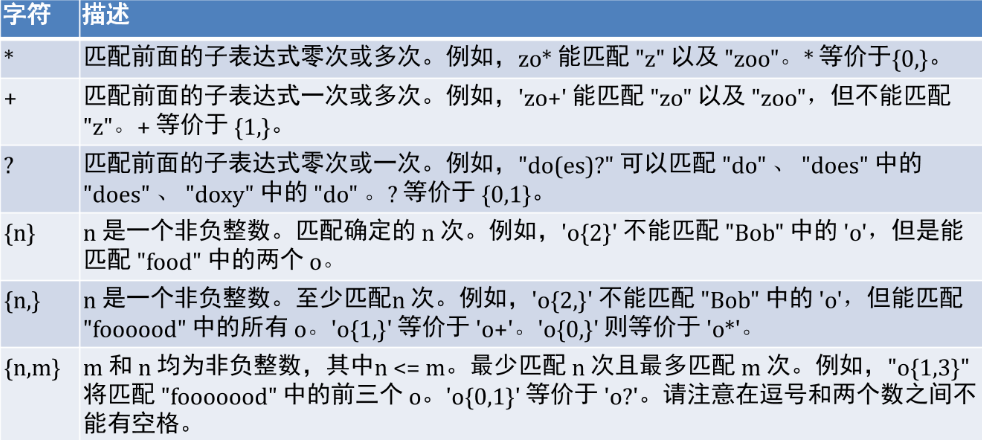 字符 描述
* 匹配前面的子表达式零次或多次。例如，zo* 能匹配 "z" 以及 "zoo"。* 等价于{0,}。
+ 匹配前面的子表达式一次或多次。例如，'zo+' 能匹配 "zo" 以及 "zoo"，但不能匹配
"z"。+ 等价于 {1,}。
? 匹配前面的子表达式零次或一次。例如，"do(es)?" 可以匹配 "do" 、 "does" 中的
"does" 、 "doxy" 中的 "do" 。? 等价于 {0,1}。
{n} n 是一个非负整数。匹配确定的 n 次。例如，'o{2}' 不能匹配 "Bob" 中的 'o'，但是能
匹配 "food" 中的两个 o。
{n,} n 是一个非负整数。至少匹配n 次。例如，'o{2,}' 不能匹配 "Bob" 中的 'o'，但能匹配
"foooood" 中的所有 o。'o{1,}' 等价于 'o+'。'o{0,}' 则等价于 'o*'。
{n,m} m 和 n 均为非负整数，其中n <= m。最少匹配 n 次且最多匹配 m 次。例如，"o{1,3}"
将匹配 "fooooood" 中的前三个 o。'o{0,1}' 等价于 'o?'。请注意在逗号和两个数之间不
能有空格。